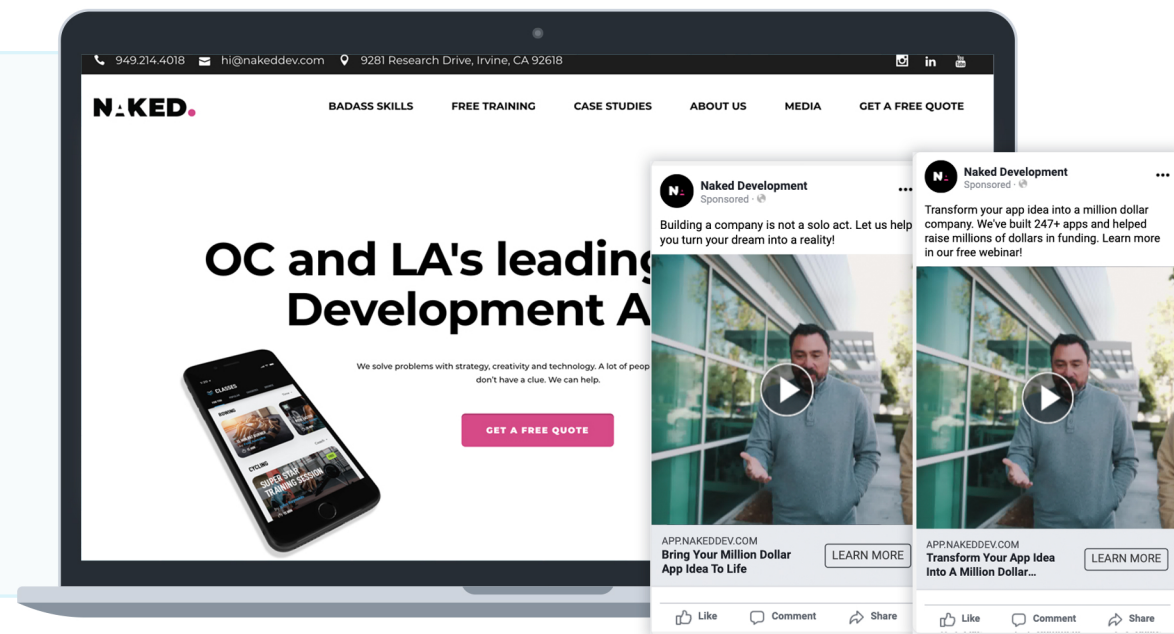 949.214.4018 hi@nakeddev.com 9281 Research Drive, Irvine, CA 92618
NAKED.
BADASS SKILLS FREE TRAINING CASE STUDIES ABOUT US MEDIA GET A FREE QUOTE
OC and LA's leading
Development A
We solve problems with strategy, creativity and technology. A lot of peop
don't have a clue. We can help.
GET A FREE QUOTE
CLASSES
ROWING
CYCLING
SUPER STAR
TRAINING SESSION
Naked Development
Sponsored ·
Building a company is not a solo act. Let us help
you turn your dream into a reality!
APP.NAKEDDEV.COM
Bring Your Million Dollar
App Idea To Life
LEARN MORE
Like Comment Share
Naked Development
Sponsored ·
Transform your app idea into a million dollar
company. We've built 247+ apps and helped
raise millions of dollars in funding. Learn more
in our free webinar!
APP.NAKEDDEV.COM
Transform Your App Idea
Into A Million Dollar...
LEARN MORE
Like Comment Share